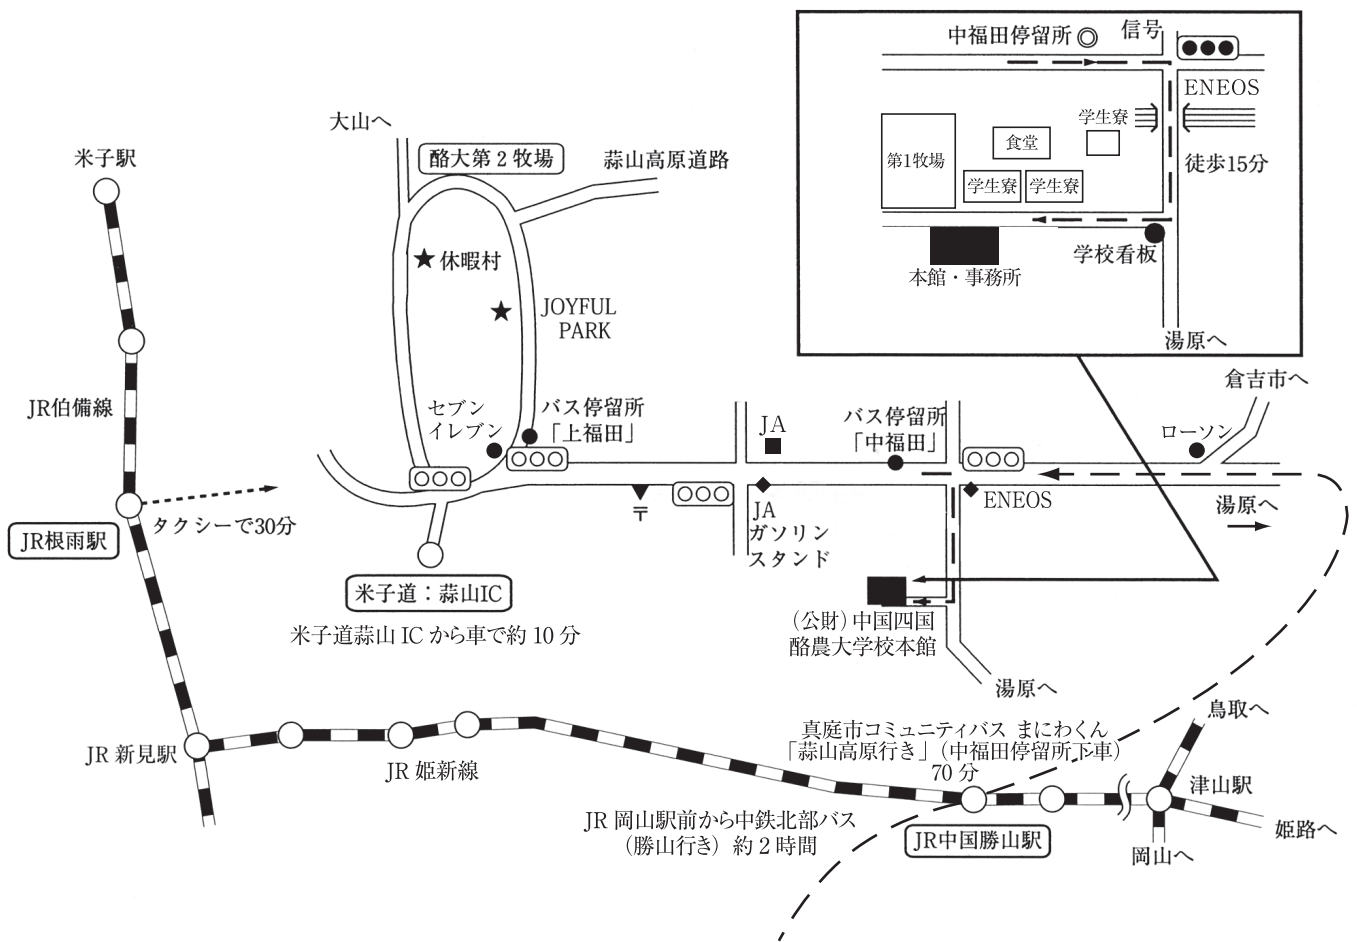 中福田停留所
信号
ENEOS
学生寮
食堂
第1牧場
学生寮
学生寮
徒歩15分
学校看板
本館・事務所
湯原へ
大山へ
酪大第2牧場
蒜山高原道路
米子駅
休暇村
JOYFUL
PARK
JR伯備線
セブン
イレブン
バス停留所
「上福田」
JA
バス停留所
「中福田」
倉吉市へ
ローソン
タクシーで30分
JR根雨駅
〒
JA
ガソリン
スタンド
ENEOS
湯原へ
米子道：蒜山IC
米子道蒜山 IC から車で約 10 分
（公財）中国四国
酪農大学校本館
湯原へ
JR 新見駅
JR 姫新線
真庭市コミュニティバス まにわくん
「蒜山高原行き」（中福田停留所下車）
70 分
鳥取へ
津山駅
姫路へ
岡山へ
JR 岡山駅前から中鉄北部バス
（勝山行き） 約 2 時間
JR中国勝山駅